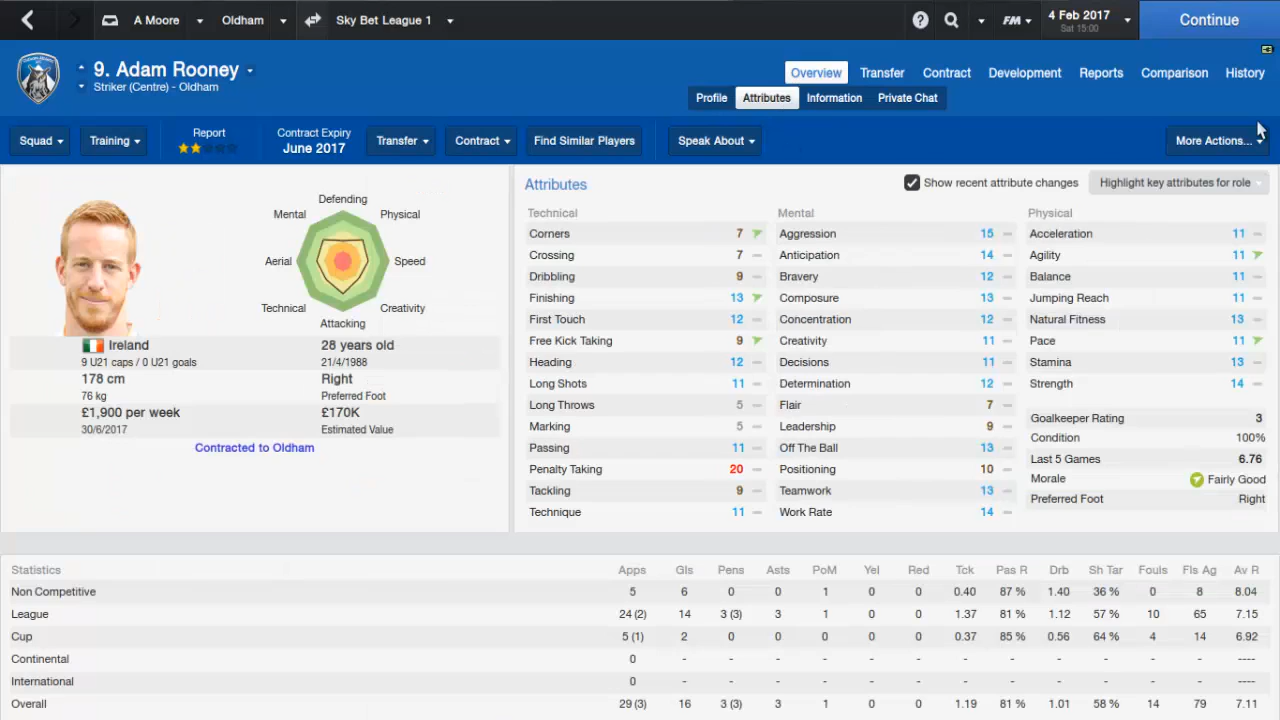 A Moore Oldham Sky Bet League 1 ? FM 4 Feb 2017 Sat 15:00 Continue
9. Adam Rooney
Striker (Centre) - Oldham
Overview Transfer Contract Development Reports Comparison History
Profile Attributes Information Private Chat
Squad Training Report Contract Expiry June 2017 Transfer Contract Find Similar Players Speak About More Actions...
Defending
Mental Physical
Aerial Speed
Technical Creativity
Attacking
Ireland 28 years old
9 U21 caps / 0 U21 goals 21/4/1988
178 cm Right
76 kg Preferred Foot
£1,900 per week £170K
30/6/2017 Estimated Value
Contracted to Oldham
Attributes Show recent attribute changes Highlight key attributes for role
Technical Mental Physical
Corners 7 Aggression 15 Acceleration 11
Crossing 7 Anticipation 14 Agility 11
Dribbling 9 Bravery 12 Balance 11
Finishing 13 Composure 13 Jumping Reach 11
First Touch 12 Concentration 12 Natural Fitness 13
Free Kick Taking 9 Creativity 11 Pace 11
Heading 12 Decisions 11 Stamina 13
Long Shots 11 Determination 12 Strength 14
Long Throws 5 Flair 7
Marking 5 Leadership 9 Goalkeeper Rating 3
Passing 11 Off The Ball 13 Condition 100%
Penalty Taking 20 Positioning 10 Last 5 Games 6.76
Tackling 9 Teamwork 13 Morale Fairly Good
Technique 11 Work Rate 14 Preferred Foot Right
Statistics Apps Gls Pens Asts PoM Yel Red Tck Pas R Drb Sh Tar Fouls Fls Ag Av R
Non Competitive 5 6 0 0 1 0 0 0.40 87 % 1.40 36 % 0 8 8.04
League 24 (2) 14 3 (3) 3 1 0 0 1.37 81 % 1.12 57 % 10 65 7.15
Cup 5 (1) 2 0 0 0 0 0 0.37 85 % 0.56 64 % 4 14 6.92
Continental 0 - - - - - - - - - - - - ----
International 0 - - - - - - - - - - - - ----
Overall 29 (3) 16 3 (3) 3 1 0 0 1.19 81 % 1.01 58 % 14 79 7.11